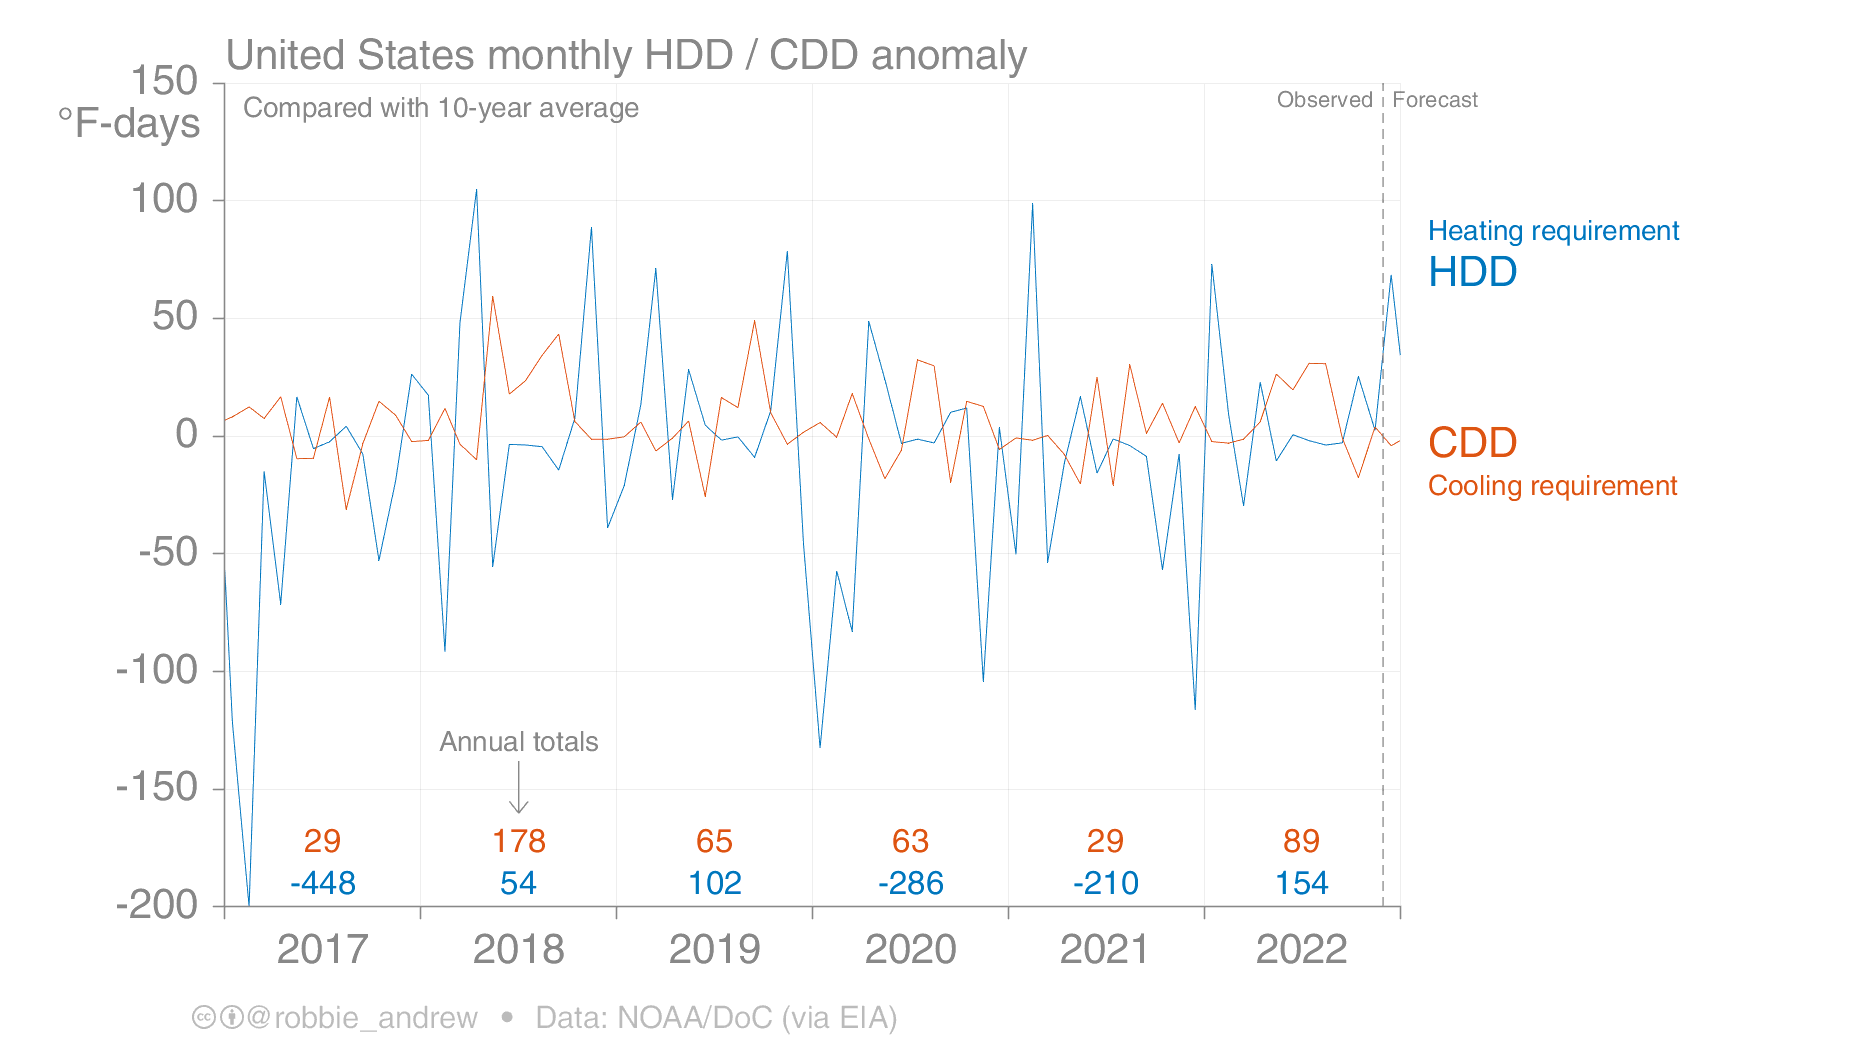 United States monthly HDD / CDD anomaly
150
°F-days
Compared with 10-year average
Observed
Forecast
100
50
0
-50
-100
-150
-200
Heating requirement
HDD
CDD
Cooling requirement
Annual totals
29 178 65 63 29 89
-448 54 102 -286 -210 154
2017 2018 2019 2020 2021 2022
cc @robbie_andrew • Data: NOAA/DoC (via EIA)